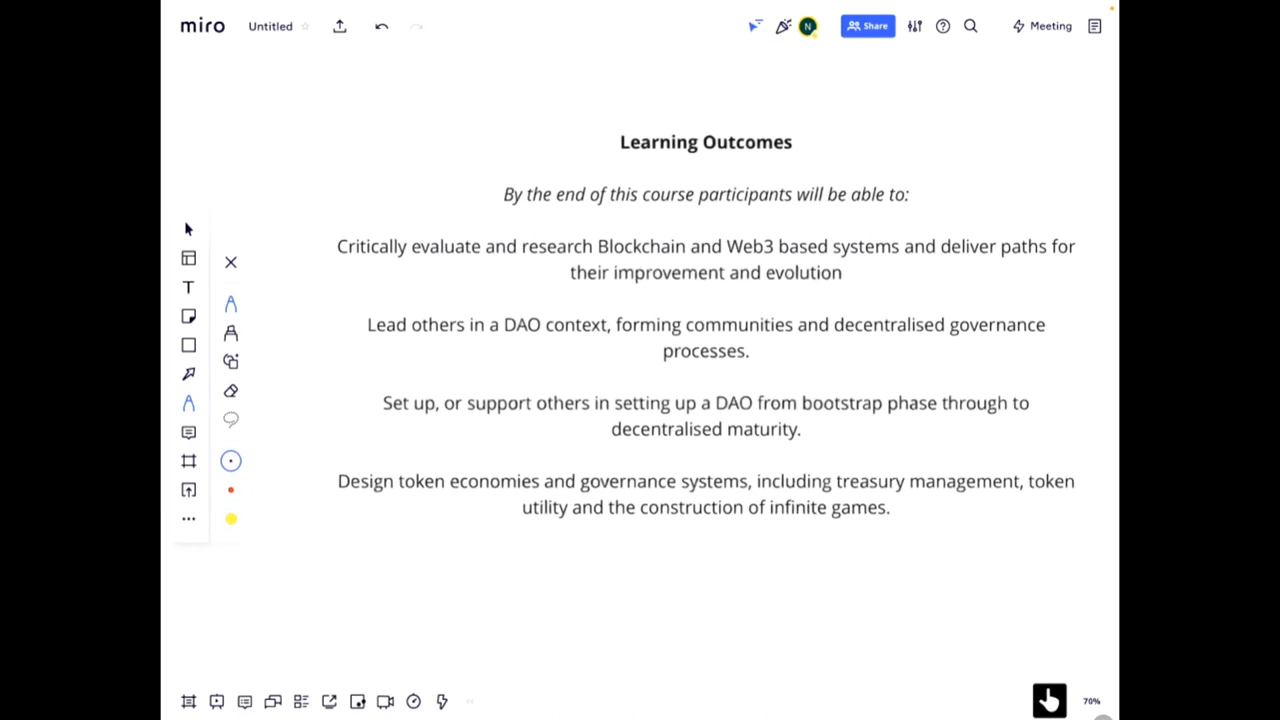 miro Untitled Share Meeting
N
Learning Outcomes
By the end of this course participants will be able to:
Critically evaluate and research Blockchain and Web3 based systems and deliver paths for
their improvement and evolution
Lead others in a DAO context, forming communities and decentralised governance
processes.
Set up, or support others in setting up a DAO from bootstrap phase through to
decentralised maturity.
Design token economies and governance systems, including treasury management, token
utility and the construction of infinite games.
70%